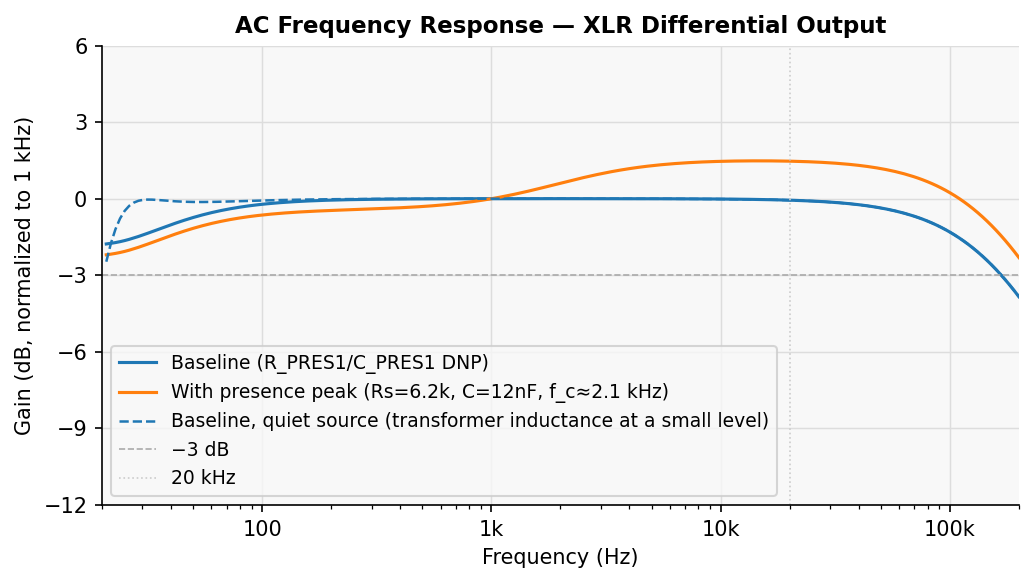 AC Frequency Response — XLR Differential Output
Gain (dB, normalized to 1 kHz)
6
3
0
−3
−6
−9
−12
Baseline (R_PRES1/C_PRES1 DNP)
With presence peak (Rs=6.2k, C=12nF, f_c≈2.1 kHz)
Baseline, quiet source (transformer inductance at a small level)
−3 dB
20 kHz
100
1k
10k
100k
Frequency (Hz)